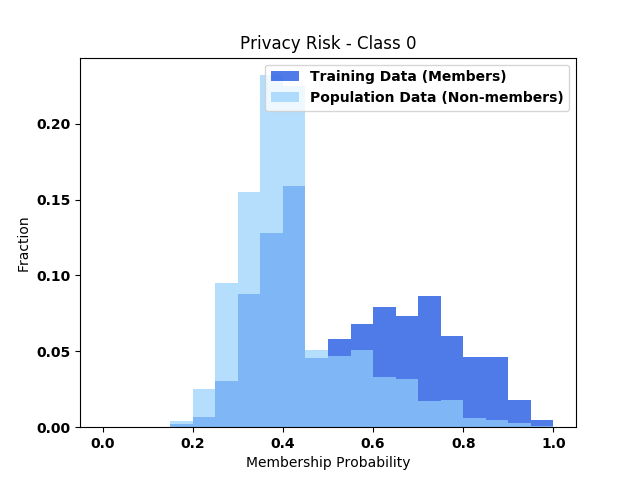 Privacy Risk - Class 0
Training Data (Members)
Population Data (Non-members)
0.20
0.15
0.10
0.05
0.00
Fraction
0.0 0.2 0.4 0.6 0.8 1.0
Membership Probability